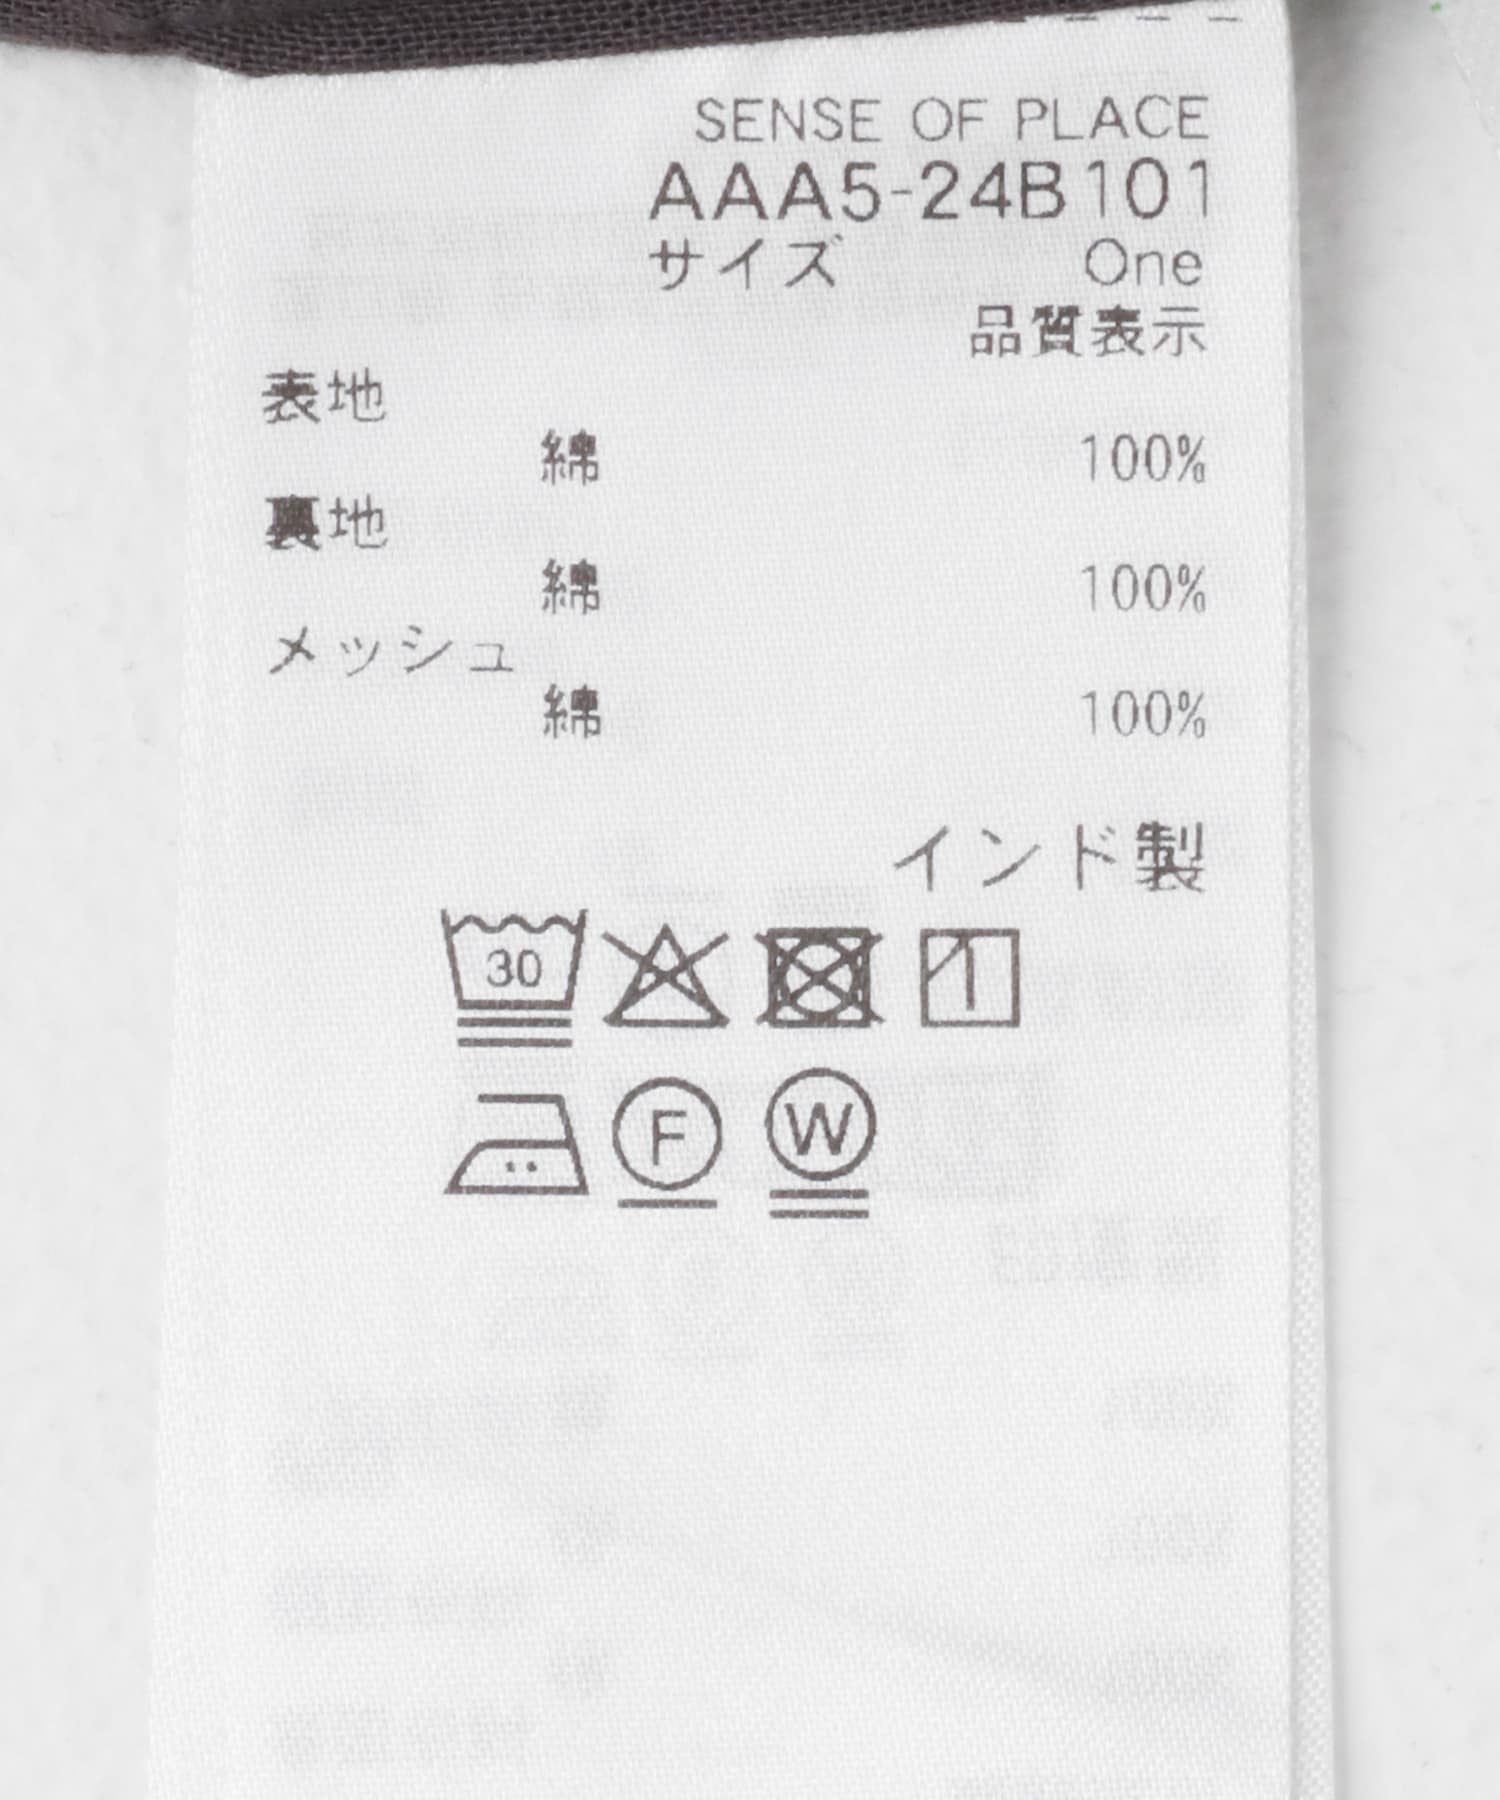 SENSE OF PLACE
AAA5-24B101
サイズ One
品質表示
表地
綿 100%
裏地
綿 100%
メッシュ
綿 100%
インド製
30
F W